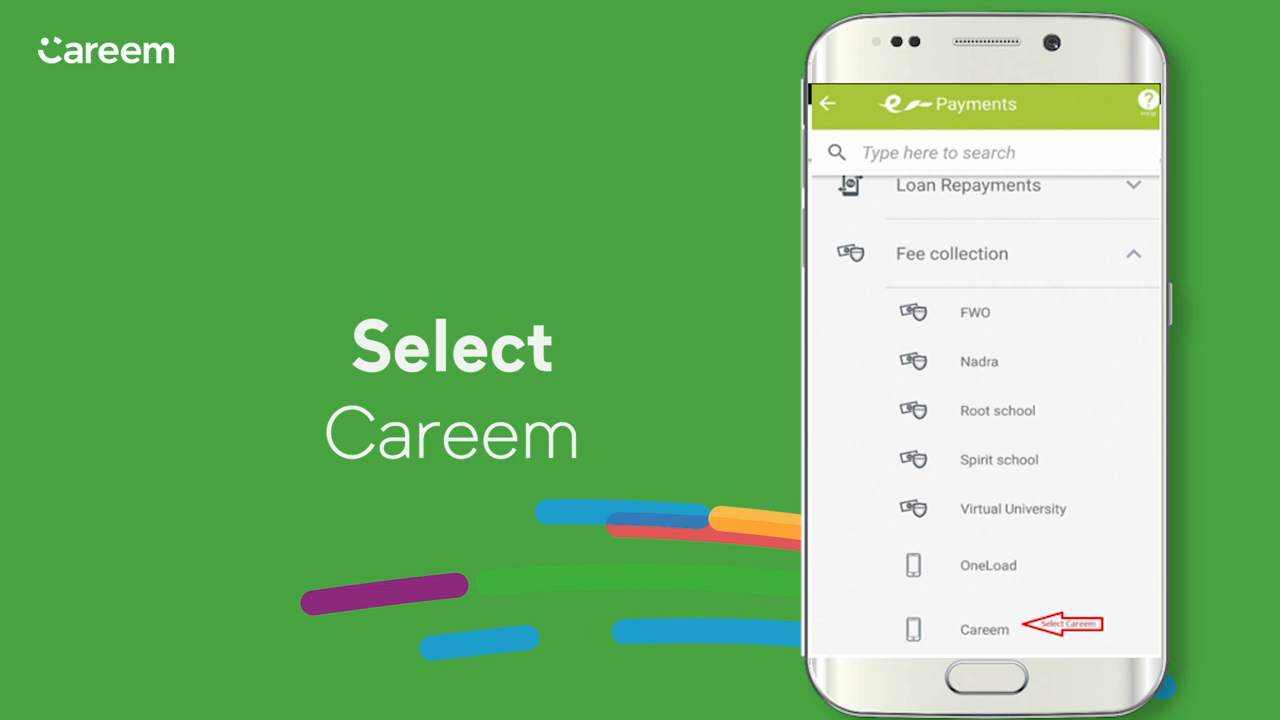 Careem
Select
Careem
Payments
Type here to search
Loan Repayments
Fee collection
FWO
Nadra
Root school
Spirit school
Virtual University
OneLoad
Careem
Select Careem